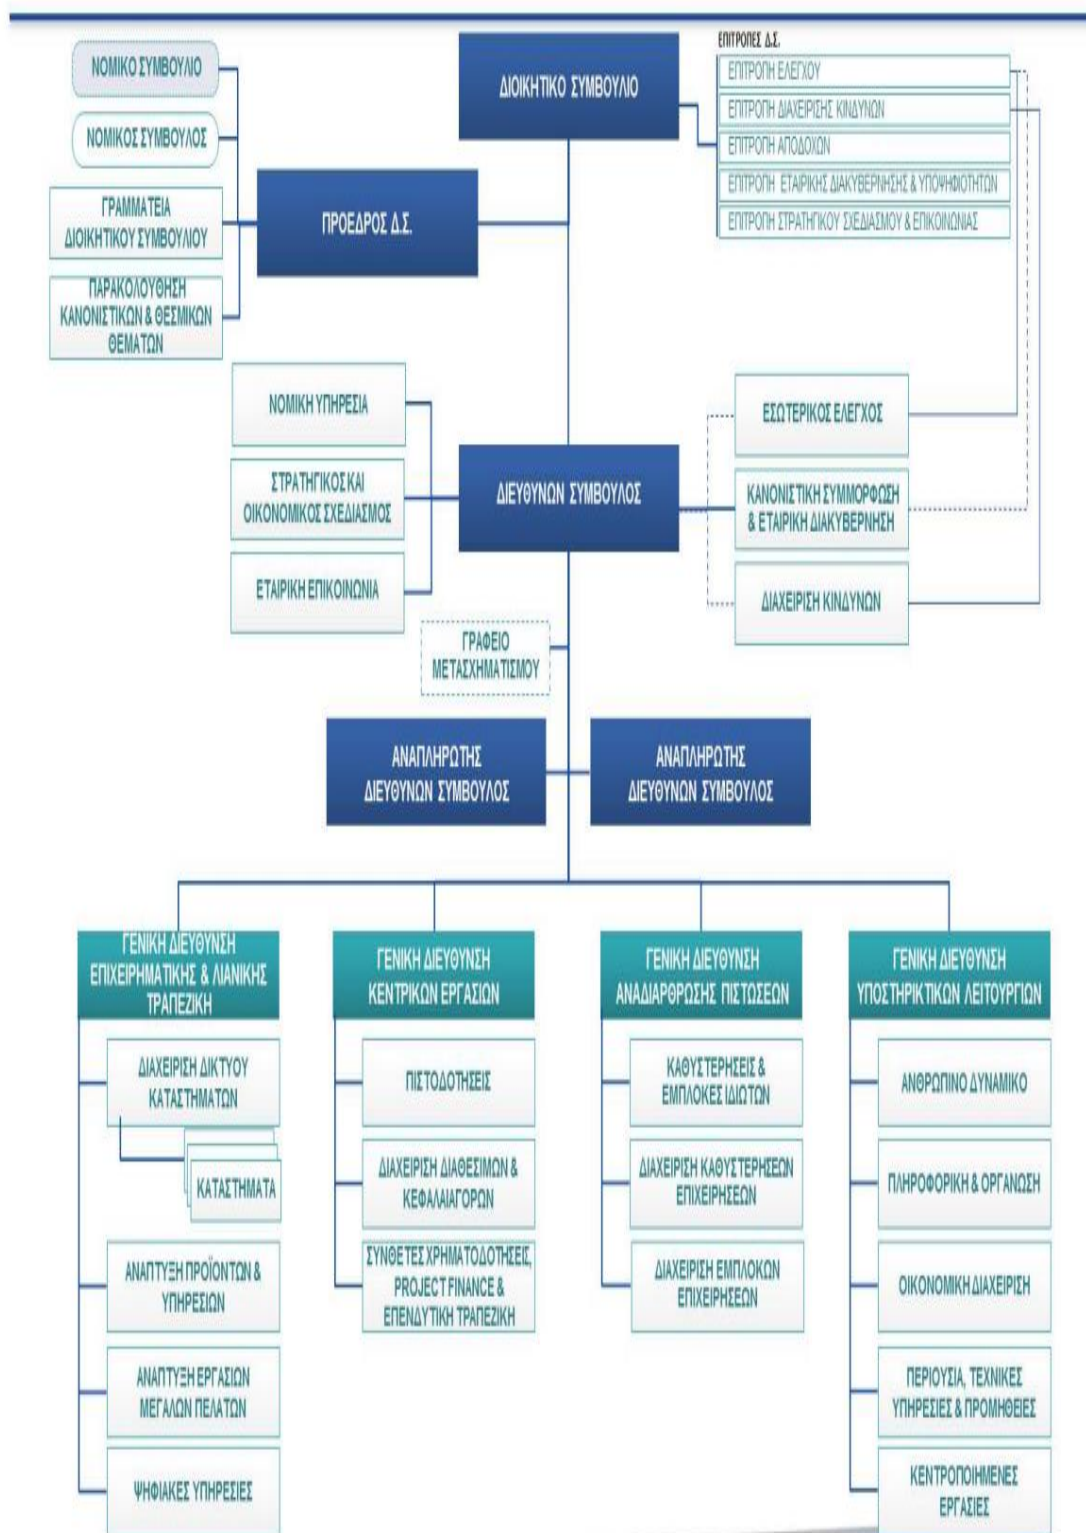 ΝΟΜΙΚΟ ΣΥΜΒΟΥΛΙΟ
ΝΟΜΙΚΟΣ ΣΥΜΒΟΥΛΟΣ
ΓΡΑΜΜΑΤΕΙΑ
ΔΙΟΙΚΗΤΙΚΟΥ ΣΥΜΒΟΥΛΙΟΥ
ΠΑΡΑΚΟΛΟΥΘΗΣΗ
ΚΑΝΟΝΙΣΤΙΚΩΝ & ΘΕΣΜΙΚΩΝ
ΘΕΜΑΤΩΝ
ΔΙΟΙΚΗΤΙΚΟ ΣΥΜΒΟΥΛΙΟ
ΠΡΟΕΔΡΟΣ Δ.Σ.
ΕΠΙΤΡΟΠΕΣ Δ.Σ.
ΕΠΙΤΡΟΠΗ ΕΛΕΓΧΟΥ
ΕΠΙΤΡΟΠΗ ΔΙΑΧΕΙΡΙΣΗΣ ΚΙΝΔΥΝΩΝ
ΕΠΙΤΡΟΠΗ ΑΠΟΔΟΧΩΝ
ΕΠΙΤΡΟΠΗ ΕΤΑΙΡΙΚΗΣ ΔΙΑΚΥΒΕΡΝΗΣΗΣ & ΥΠΟΨΗΦΙΟΤΗΤΩΝ
ΕΠΙΤΡΟΠΗ ΣΤΡΑΤΗΓΙΚΟΥ ΣΧΕΔΙΑΣΜΟΥ & ΕΠΙΚΟΙΝΩΝΙΑΣ
ΝΟΜΙΚΗ ΥΠΗΡΕΣΙΑ
ΣΤΡΑΤΗΓΙΚΟΣ ΚΑΙ
ΟΙΚΟΝΟΜΙΚΟΣ ΣΧΕΔΙΑΣΜΟΣ
ΕΤΑΙΡΙΚΗ ΕΠΙΚΟΙΝΩΝΙΑ
ΔΙΕΥΘΥΝΩΝ ΣΥΜΒΟΥΛΟΣ
ΕΣΩΤΕΡΙΚΟΣ ΕΛΕΓΧΟΣ
ΚΑΝΟΝΙΣΤΙΚΗ ΣΥΜΜΟΡΦΩΣΗ
& ΕΤΑΙΡΙΚΗ ΔΙΑΚΥΒΕΡΝΗΣΗ
ΔΙΑΧΕΙΡΙΣΗ ΚΙΝΔΥΝΩΝ
ΓΡΑΦΕΙΟ
ΜΕΤΑΣΧΗΜΑΤΙΣΜΟΥ
ΑΝΑΠΛΗΡΩΤΗΣ
ΔΙΕΥΘΥΝΩΝ ΣΥΜΒΟΥΛΟΣ
ΑΝΑΠΛΗΡΩΤΗΣ
ΔΙΕΥΘΥΝΩΝ ΣΥΜΒΟΥΛΟΣ
ΓΕΝΙΚΗ ΔΙΕΥΘΥΝΣΗ
ΕΠΙΧΕΙΡΗΜΑΤΙΚΗΣ & ΛΙΑΝΙΚΗΣ
ΤΡΑΠΕΖΙΚΗ
ΔΙΑΧΕΙΡΙΣΗ ΔΙΚΤΥΟΥ
ΚΑΤΑΣΤΗΜΑΤΩΝ
ΚΑΤΑΣΤΗΜΑΤΑ
ΑΝΑΠΤΥΞΗ ΠΡΟΪΟΝΤΩΝ &
ΥΠΗΡΕΣΙΩΝ
ΑΝΑΠΤΥΞΗ ΕΡΓΑΣΙΩΝ
ΜΕΓΑΛΩΝ ΠΕΛΑΤΩΝ
ΨΗΦΙΑΚΕΣ ΥΠΗΡΕΣΙΕΣ
ΓΕΝΙΚΗ ΔΙΕΥΘΥΝΣΗ
ΚΕΝΤΡΙΚΩΝ ΕΡΓΑΣΙΩΝ
ΠΙΣΤΟΔΟΤΗΣΕΙΣ
ΔΙΑΧΕΙΡΙΣΗ ΔΙΑΘΕΣΙΜΩΝ &
ΚΕΦΑΛΑΙΑΓΟΡΩΝ
ΣΥΝΘΕΤΕΣ ΧΡΗΜΑΤΟΔΟΤΗΣΕΙΣ,
PROJECT FINANCE &
ΕΠΕΝΔΥΤΙΚΗ ΤΡΑΠΕΖΙΚΗ
ΓΕΝΙΚΗ ΔΙΕΥΘΥΝΣΗ
ΑΝΑΔΙΑΡΘΡΩΣΗΣ ΠΙΣΤΩΣΕΩΝ
ΚΑΘΥΣΤΕΡΗΣΕΙΣ &
ΕΜΠΛΟΚΕΣ ΙΔΙΩΤΩΝ
ΔΙΑΧΕΙΡΙΣΗ ΚΑΘΥΣΤΕΡΗΣΕΩΝ
ΕΠΙΧΕΙΡΗΣΕΩΝ
ΔΙΑΧΕΙΡΙΣΗ ΕΜΠΛΟΚΩΝ
ΕΠΙΧΕΙΡΗΣΕΩΝ
ΓΕΝΙΚΗ ΔΙΕΥΘΥΝΣΗ
ΥΠΟΣΤΗΡΙΚΤΙΚΩΝ ΛΕΙΤΟΥΡΓΙΩΝ
ΑΝΘΡΩΠΙΝΟ ΔΥΝΑΜΙΚΟ
ΠΛΗΡΟΦΟΡΙΚΗ & ΟΡΓΑΝΩΣΗ
ΟΙΚΟΝΟΜΙΚΗ ΔΙΑΧΕΙΡΙΣΗ
ΠΕΡΙΟΥΣΙΑ, ΤΕΧΝΙΚΕΣ
ΥΠΗΡΕΣΙΕΣ & ΠΡΟΜΗΘΕΙΕΣ
ΚΕΝΤΡΟΠΟΙΗΜΕΝΕΣ
ΕΡΓΑΣΙΕΣ